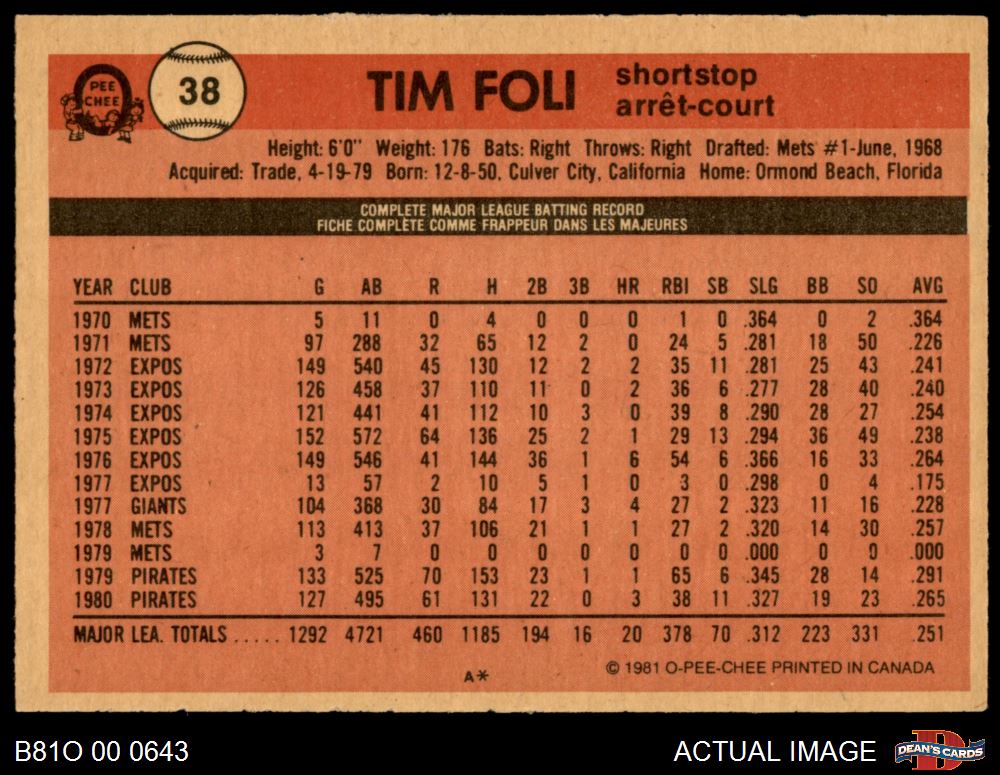 PEE
CHEE
38
TIM FOLI
shortstop
arrêt-court
Height: 6'0" Weight: 176 Bats: Right Throws: Right Drafted: Mets #1-June, 1968
Acquired: Trade, 4-19-79 Born: 12-8-50, Culver City, California Home: Ormond Beach, Florida
COMPLETE MAJOR LEAGUE BATTING RECORD
FICHE COMPLÈTE COMME FRAPPEUR DANS LES MAJEURES
YEAR CLUB G AB R H 2B 3B HR RBI SB SLG BB SO AVG
1970 METS 5 11 0 4 0 0 0 1 0 .364 0 2 .364
1971 METS 97 288 32 65 12 2 0 24 5 .281 18 50 .226
1972 EXPOS 149 540 45 130 12 2 2 35 11 .281 25 43 .241
1973 EXPOS 126 458 37 110 11 0 2 36 6 .277 28 40 .240
1974 EXPOS 121 441 41 112 10 3 0 39 8 .290 28 27 .254
1975 EXPOS 152 572 64 136 25 2 1 29 13 .294 36 49 .238
1976 EXPOS 149 546 41 144 36 1 6 54 6 .366 16 33 .264
1977 EXPOS 13 57 2 10 5 1 0 3 0 .298 0 4 .175
1977 GIANTS 104 368 30 84 17 3 4 27 2 .323 11 16 .228
1978 METS 113 413 37 106 21 1 1 27 2 .320 14 30 .257
1979 METS 3 7 0 0 0 0 0 0 0 .000 0 0 .000
1979 PIRATES 133 525 70 153 23 1 1 65 6 .345 28 14 .291
1980 PIRATES 127 495 61 131 22 0 3 38 11 .327 19 23 .265
MAJOR LEA. TOTALS ..... 1292 4721 460 1185 194 16 20 378 70 .312 223 331 .251
A* © 1981 O-PEE-CHEE PRINTED IN CANADA
B81O 00 0643
ACTUAL IMAGE
DEAN'S CARDS